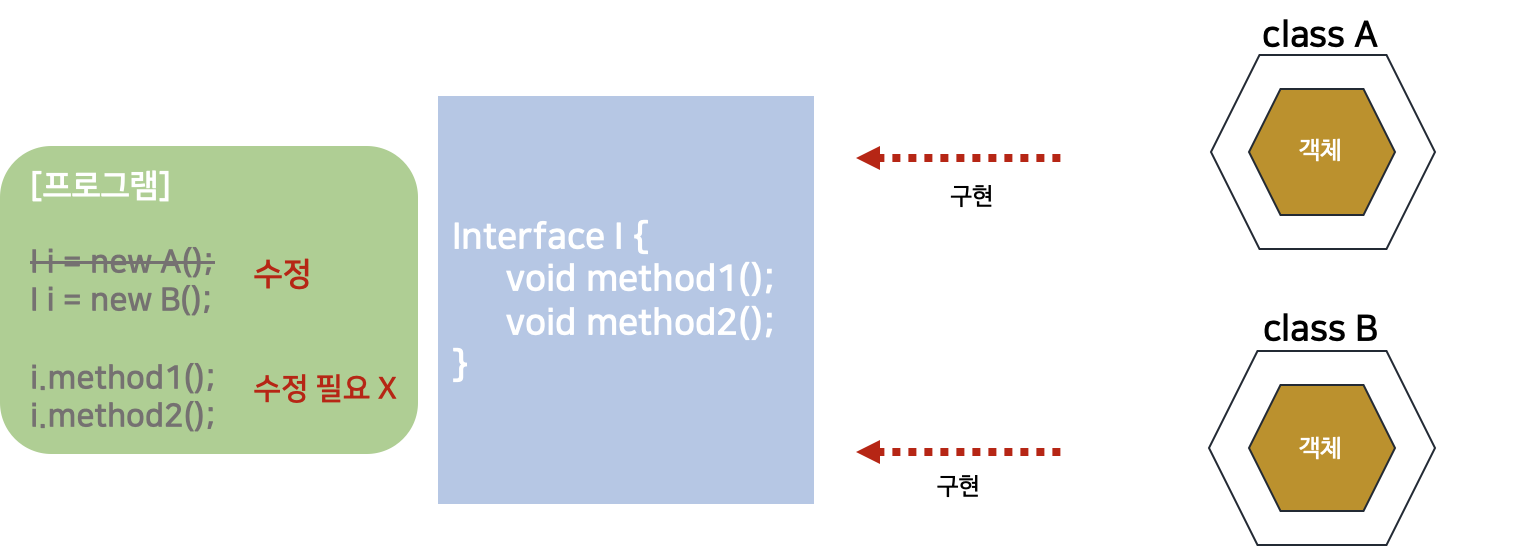 [프로그램]
I i = new A();
I i = new B();
수정
i.method1();
i.method2();
수정 필요 X
Interface I {
void method1();
void method2();
}
구현
구현
class A
객체
class B
객체